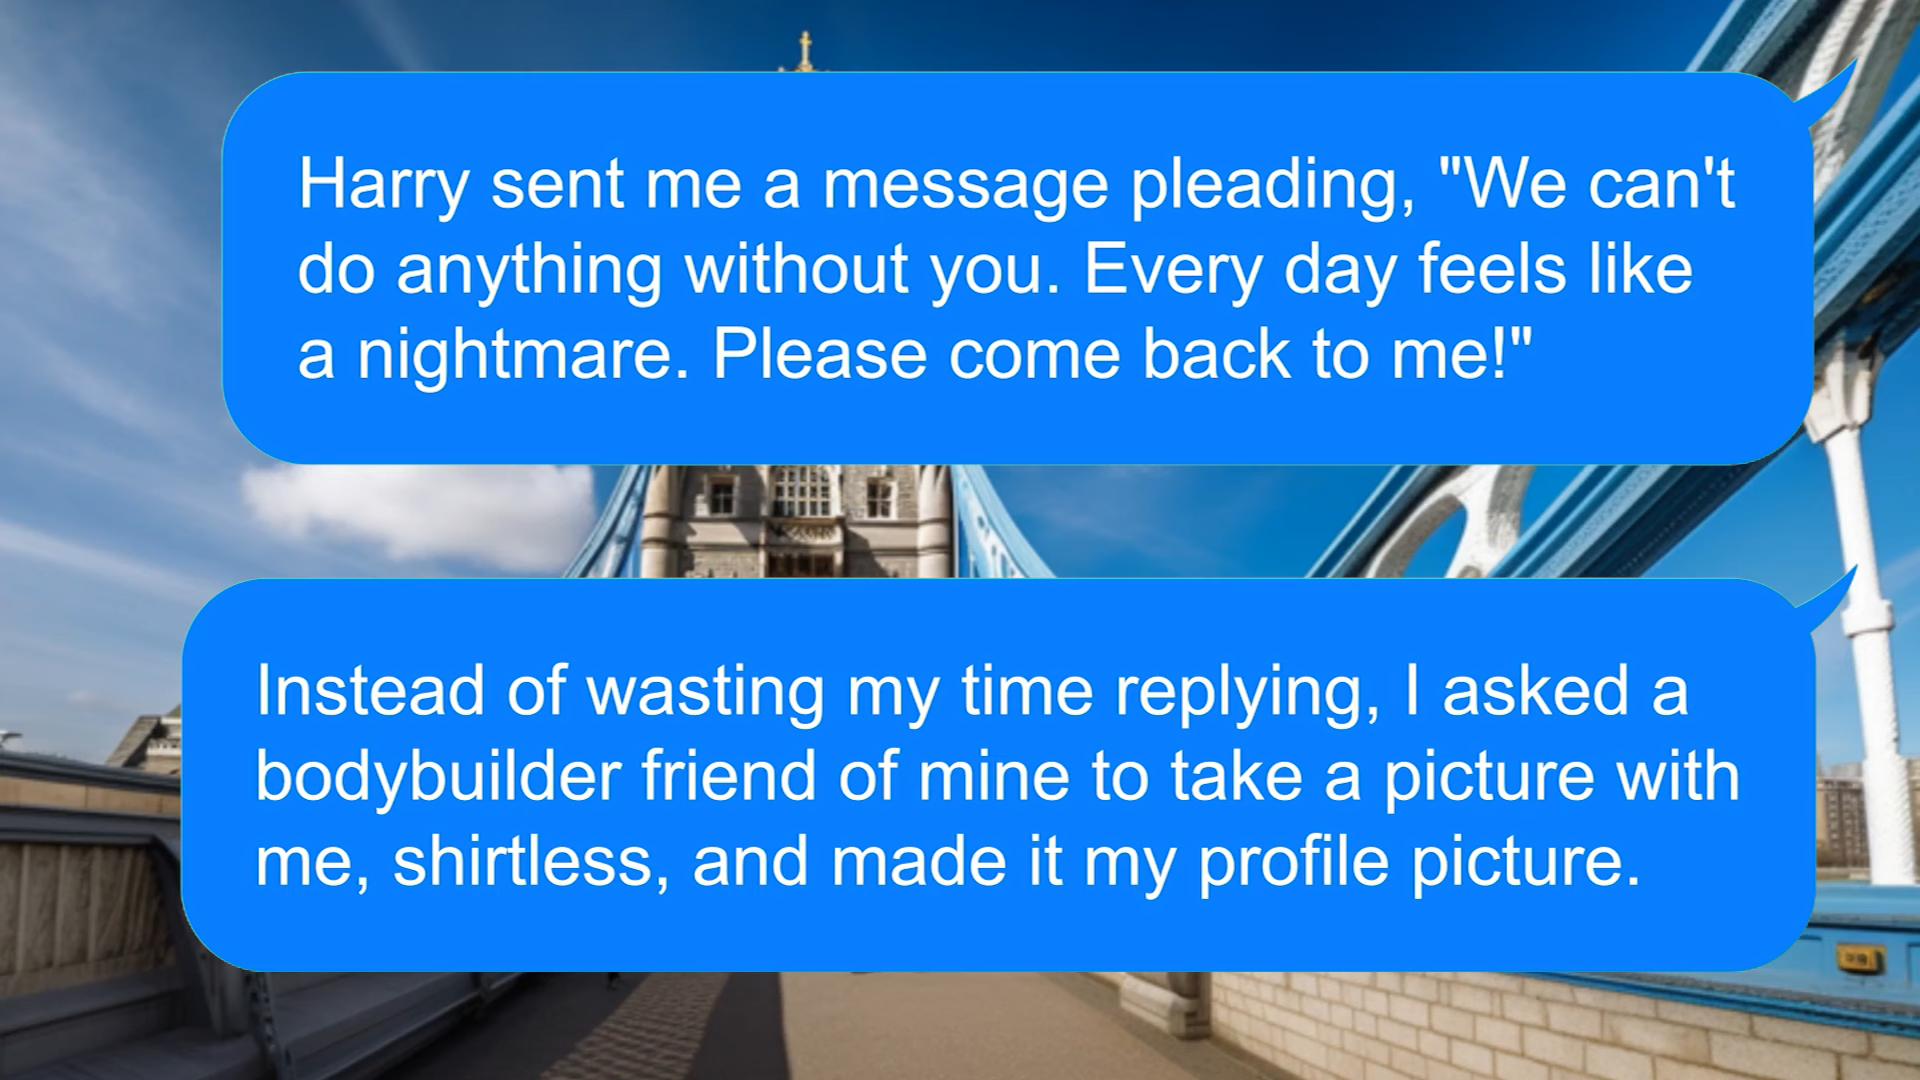 Harry sent me a message pleading, "We can't
do anything without you. Every day feels like
a nightmare. Please come back to me!"
Instead of wasting my time replying, I asked a
bodybuilder friend of mine to take a picture with
me, shirtless, and made it my profile picture.